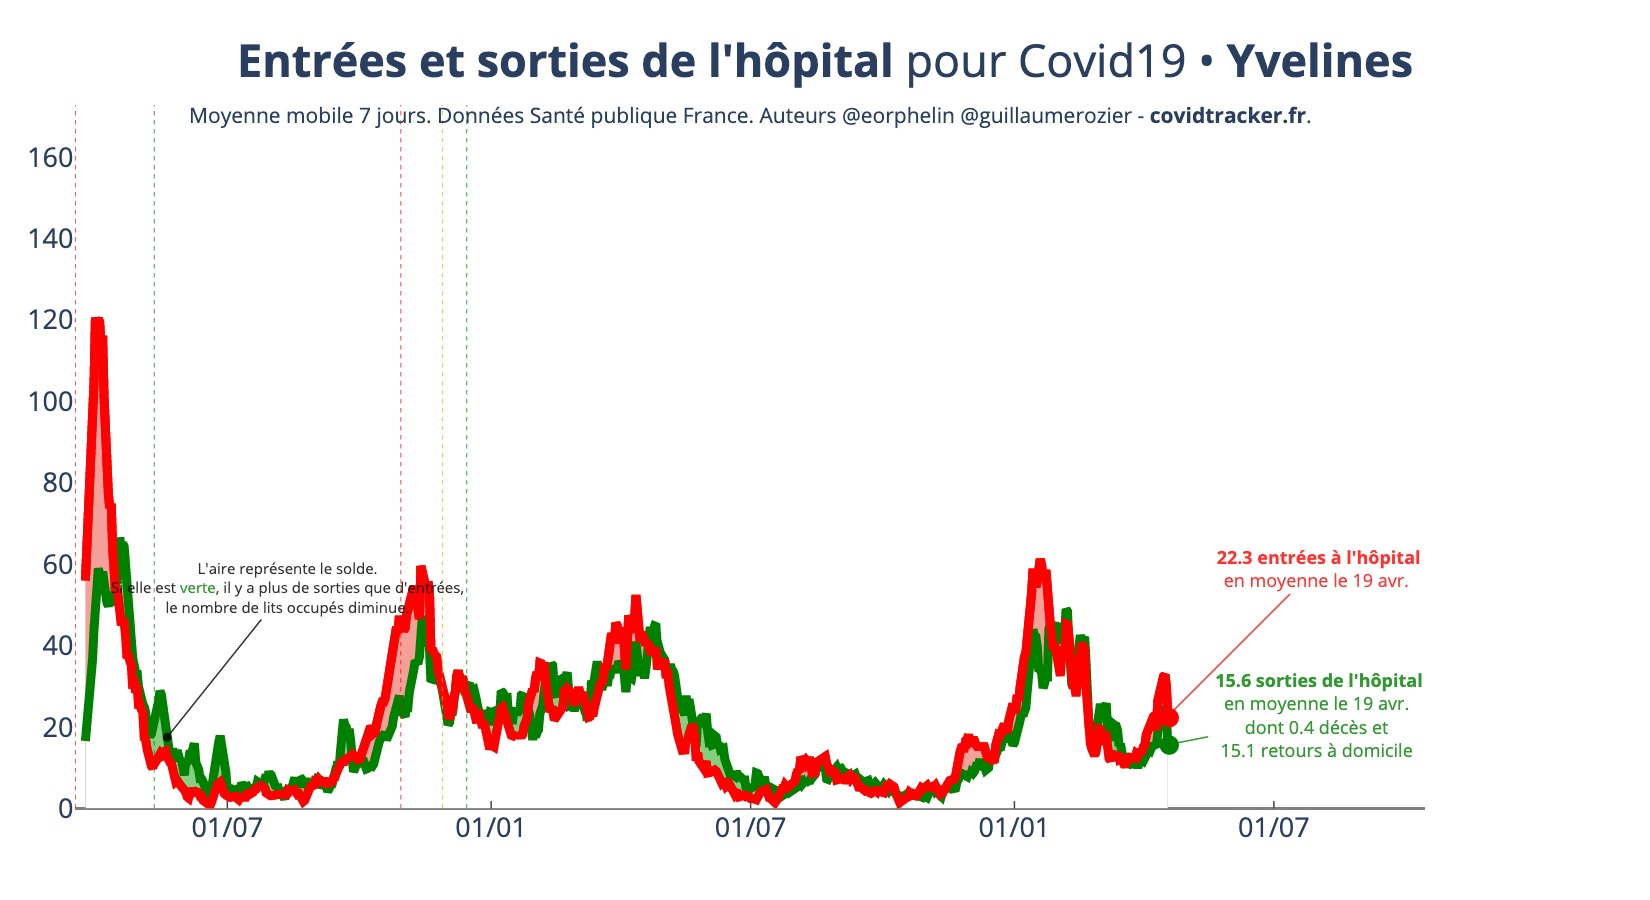 Entrées et sorties de l'hôpital pour Covid19 • Yvelines
Moyenne mobile 7 jours. Données Santé publique France. Auteurs @eorphelin @guillaumerozier - covidtracker.fr.
160
140
120
100
80
60
40
20
0
L'aire représente le solde.
Si elle est verte, il y a plus de sorties que d'entrées,
le nombre de lits occupés diminue.
22.3 entrées à l'hôpital
en moyenne le 19 avr.
15.6 sorties de l'hôpital
en moyenne le 19 avr.
dont 0.4 décès et
15.1 retours à domicile
01/07
01/01
01/07
01/01
01/07